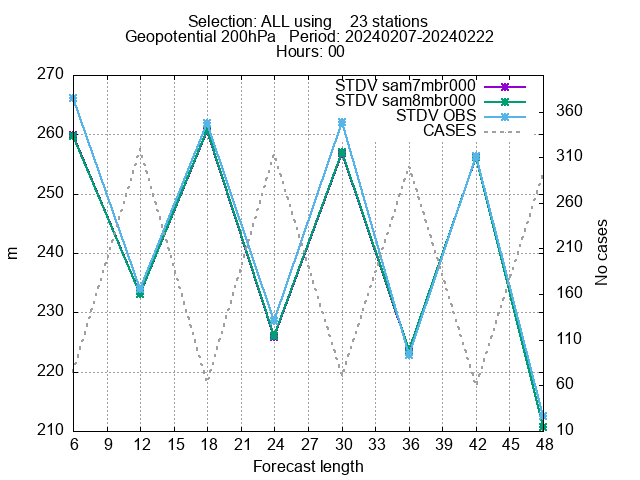 Selection: ALL using    23 stations
Geopotential 200hPa   Period: 20240207-20240222
Hours: 00
STDV sam7mbr000
STDV sam8mbr000
STDV OBS
CASES
270
260
250
240
230
220
210
360
310
260
210
160
110
60
10
m
No cases
6 9 12 15 18 21 24 27 30 33 36 39 42 45 48
Forecast length